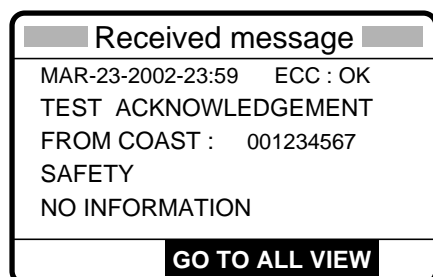 Received message
MAR-23-2002-23:59 ECC : OK
TEST ACKNOWLEDGEMENT
FROM COAST : 001234567
SAFETY
NO INFORMATION
GO TO ALL VIEW